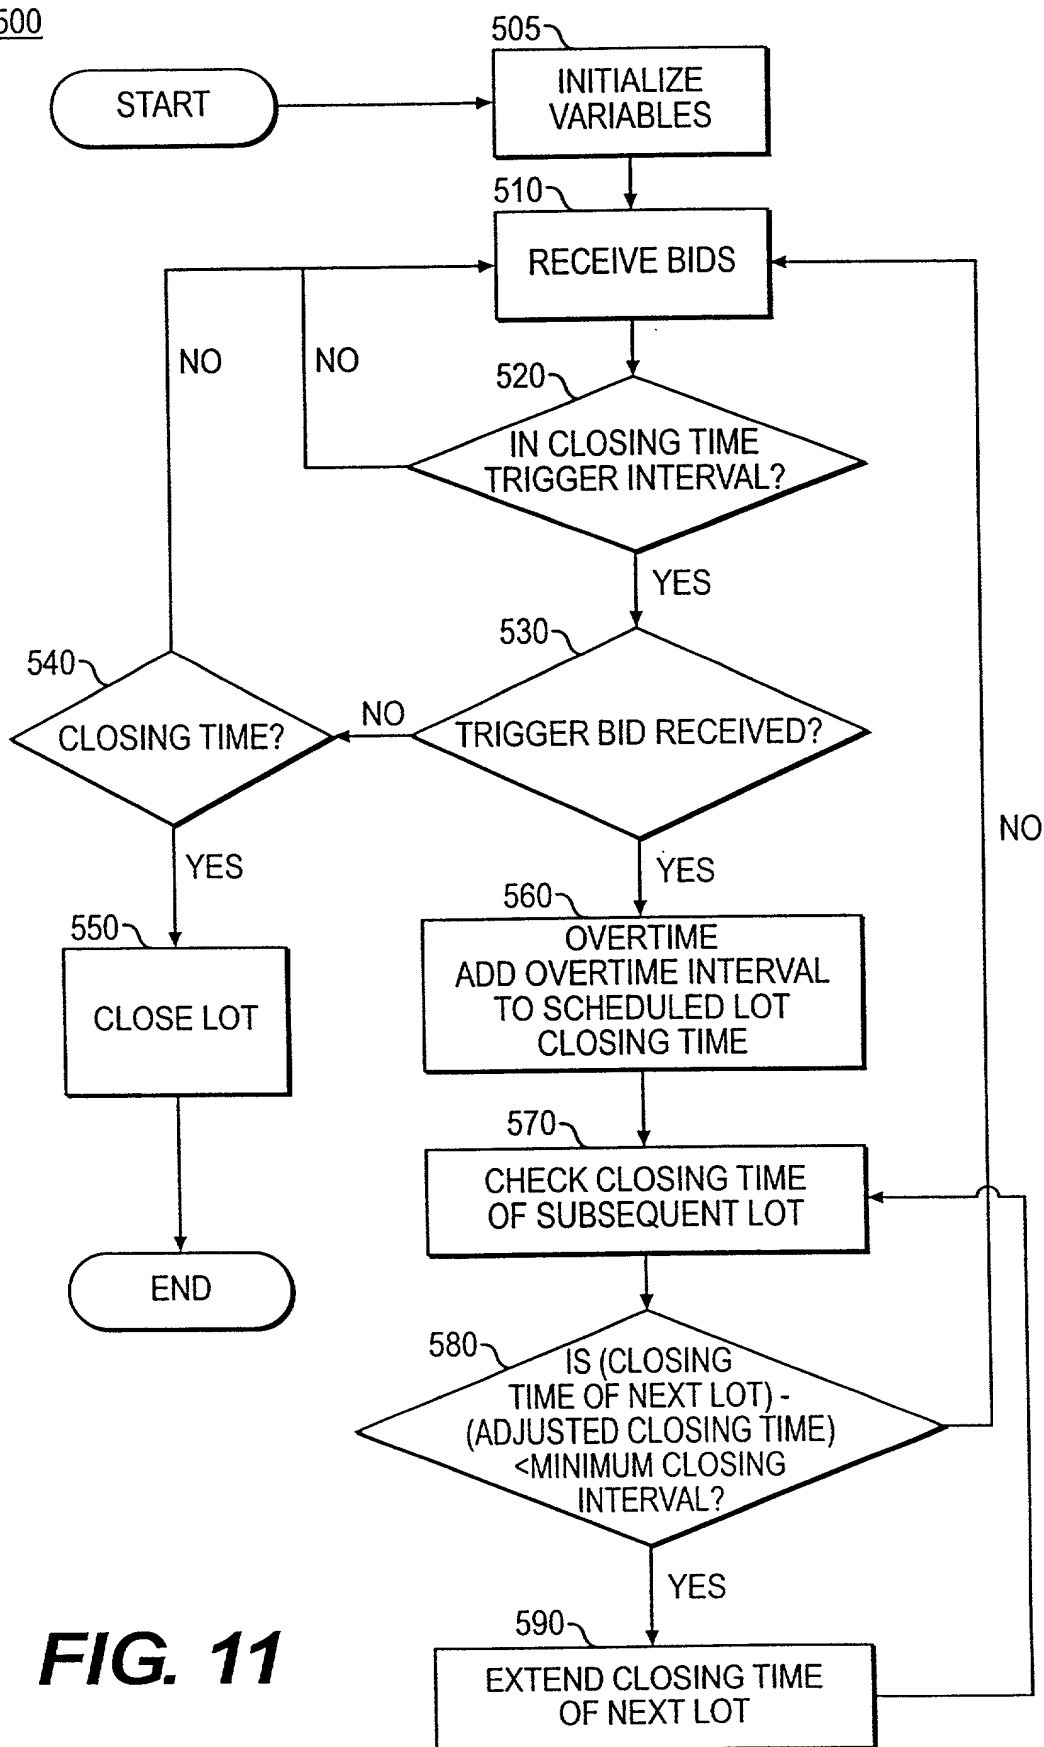 500
505
START
INITIALIZE
VARIABLES
510
RECEIVE BIDS
NO
NO
520
IN CLOSING TIME
TRIGGER INTERVAL?
YES
530
540
NO
CLOSING TIME?
TRIGGER BID RECEIVED?
NO
YES
YES
560
550
OVERTIME
ADD OVERTIME INTERVAL
TO SCHEDULED LOT
CLOSING TIME
CLOSE LOT
570
CHECK CLOSING TIME
OF SUBSEQUENT LOT
END
580
IS (CLOSING
TIME OF NEXT LOT) -
(ADJUSTED CLOSING TIME)
<MINIMUM CLOSING
INTERVAL?
YES
590
EXTEND CLOSING TIME
OF NEXT LOT
FIG. 11